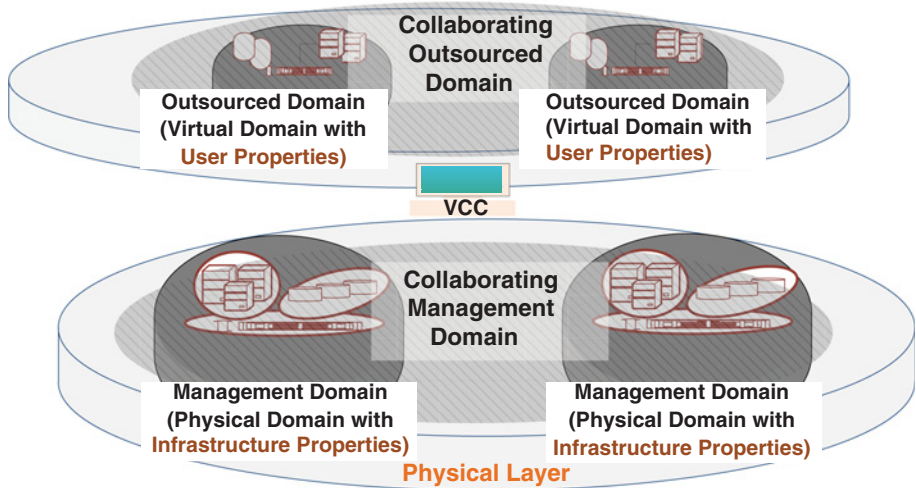 Collaborating
Outsourced
Domain
Outsourced Domain
(Virtual Domain with
User Properties)
Outsourced Domain
(Virtual Domain with
User Properties)
VCC
Collaborating
Management
Domain
Management Domain
(Physical Domain with
Infrastructure Properties)
Management Domain
(Physical Domain with
Infrastructure Properties)
Physical Layer